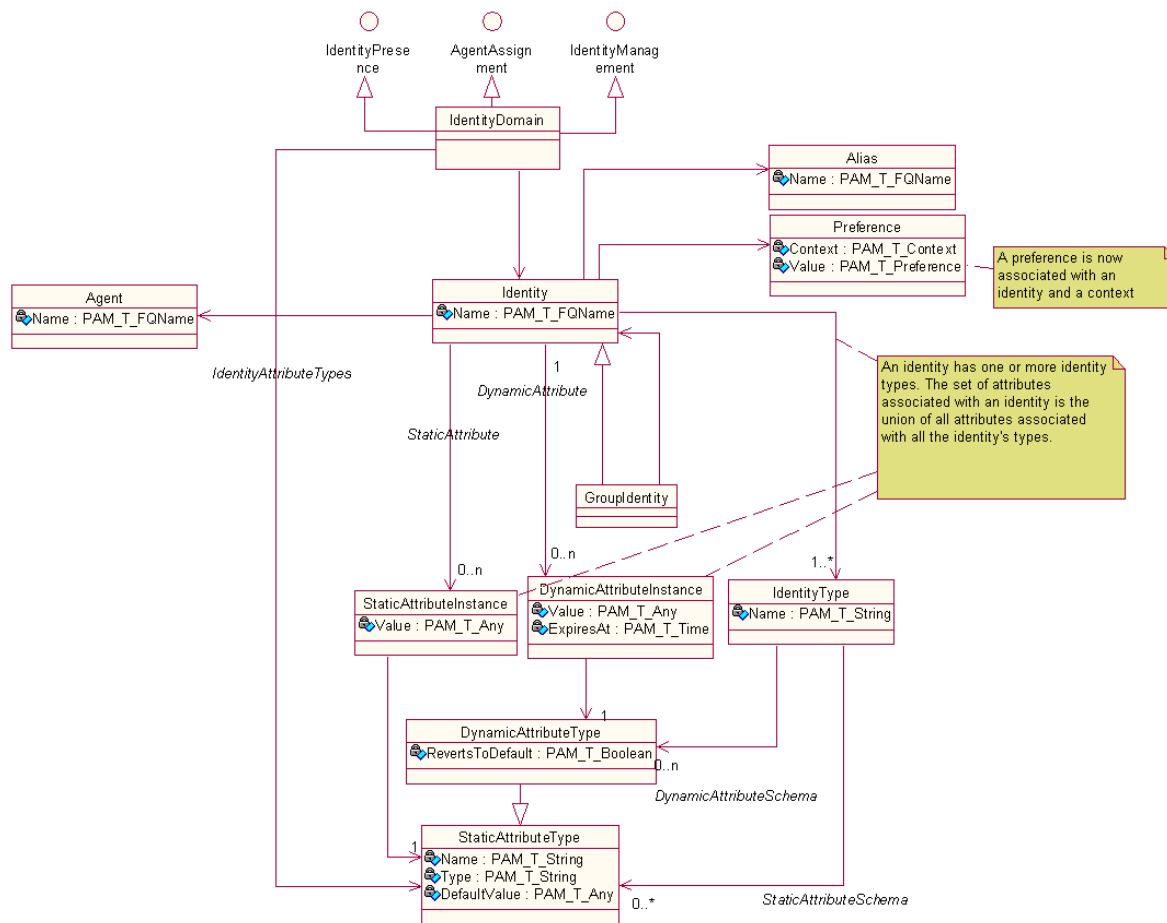 IdentityPrese
nce
AgentAssign
ment
IdentityManag
ement
IdentityDomain
Alias
Name : PAM_T_FQName
Preference
Context : PAM_T_Context
Value : PAM_T_Preference
A preference is now
associated with an
identity and a context
Agent
Name : PAM_T_FQName
Identity
Name : PAM_T_FQName
IdentityAttributeTypes
1
DynamicAttribute
StaticAttribute
An identity has one or more identity
types. The set of attributes
associated with an identity is the
union of all attributes associated
with all the identity's types.
GroupIdentity
0..n
0..n
1..*
StaticAttributeInstance
Value : PAM_T_Any
DynamicAttributeInstance
Value : PAM_T_Any
ExpiresAt : PAM_T_Time
IdentityType
Name : PAM_T_String
1
DynamicAttributeType
RevertsToDefault : PAM_T_Boolean
0..n
DynamicAttributeSchema
1
StaticAttributeType
Name : PAM_T_String
Type : PAM_T_String
DefaultValue : PAM_T_Any
0..*
StaticAttributeSchema